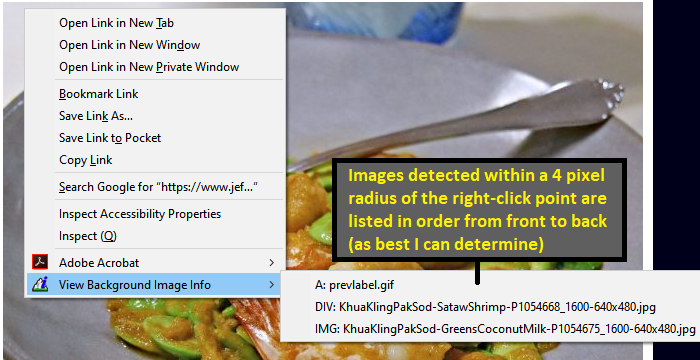 Open Link in New Tab
Open Link in New Window
Open Link in New Private Window
Bookmark Link
Save Link As...
Save Link to Pocket
Copy Link
Search Google for “https://www.jef...”
Inspect Accessibility Properties
Inspect (Q)
Adobe Acrobat
View Background Image Info
Images detected within a 4 pixel
radius of the right-click point are
listed in order from front to back
(as best I can determine)
A: prevlabel.gif
DIV: KhuaKlingPakSod-SatawShrimp-P1054668_1600-640x480.jpg
IMG: KhuaKlingPakSod-GreensCoconutMilk-P1054675_1600-640x480.jpg